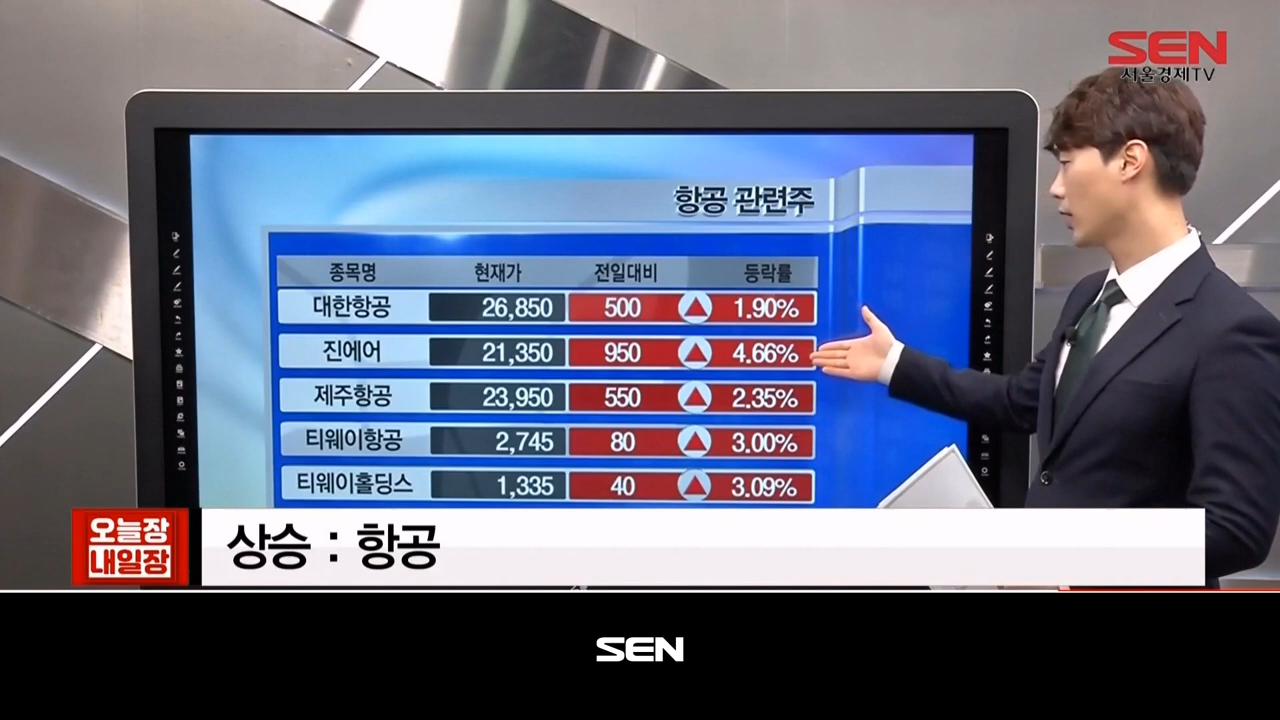 SEN
서울경제TV
항공 관련주
종목명 현재가 전일대비 등락률
대한항공 26,850 500 1.90%
진에어 21,350 950 4.66%
제주항공 23,950 550 2.35%
티웨이항공 2,745 80 3.00%
티웨이홀딩스 1,335 40 3.09%
오늘장
내일장
상승 : 항공
SEN